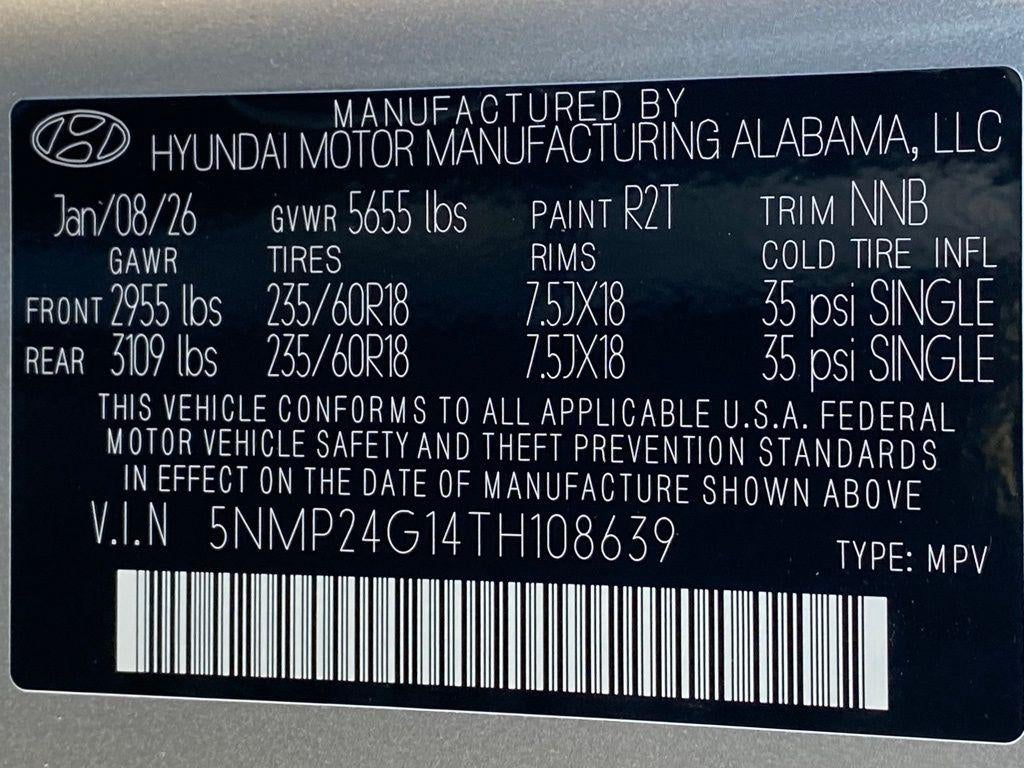 MANUFACTURED BY
HYUNDAI MOTOR MANUFACTURING ALABAMA, LLC
Jan/08/26 GVWR 5655 lbs PAINT R2T TRIM NNB
GAWR TIRES RIMS COLD TIRE INFL
FRONT 2955 lbs 235/60R18 7.5JX18 35 psi SINGLE
REAR 3109 lbs 235/60R18 7.5JX18 35 psi SINGLE
THIS VEHICLE CONFORMS TO ALL APPLICABLE U.S.A. FEDERAL
MOTOR VEHICLE SAFETY AND THEFT PREVENTION STANDARDS
IN EFFECT ON THE DATE OF MANUFACTURE SHOWN ABOVE
V.I.N 5NMP24G14TH108639 TYPE: MPV